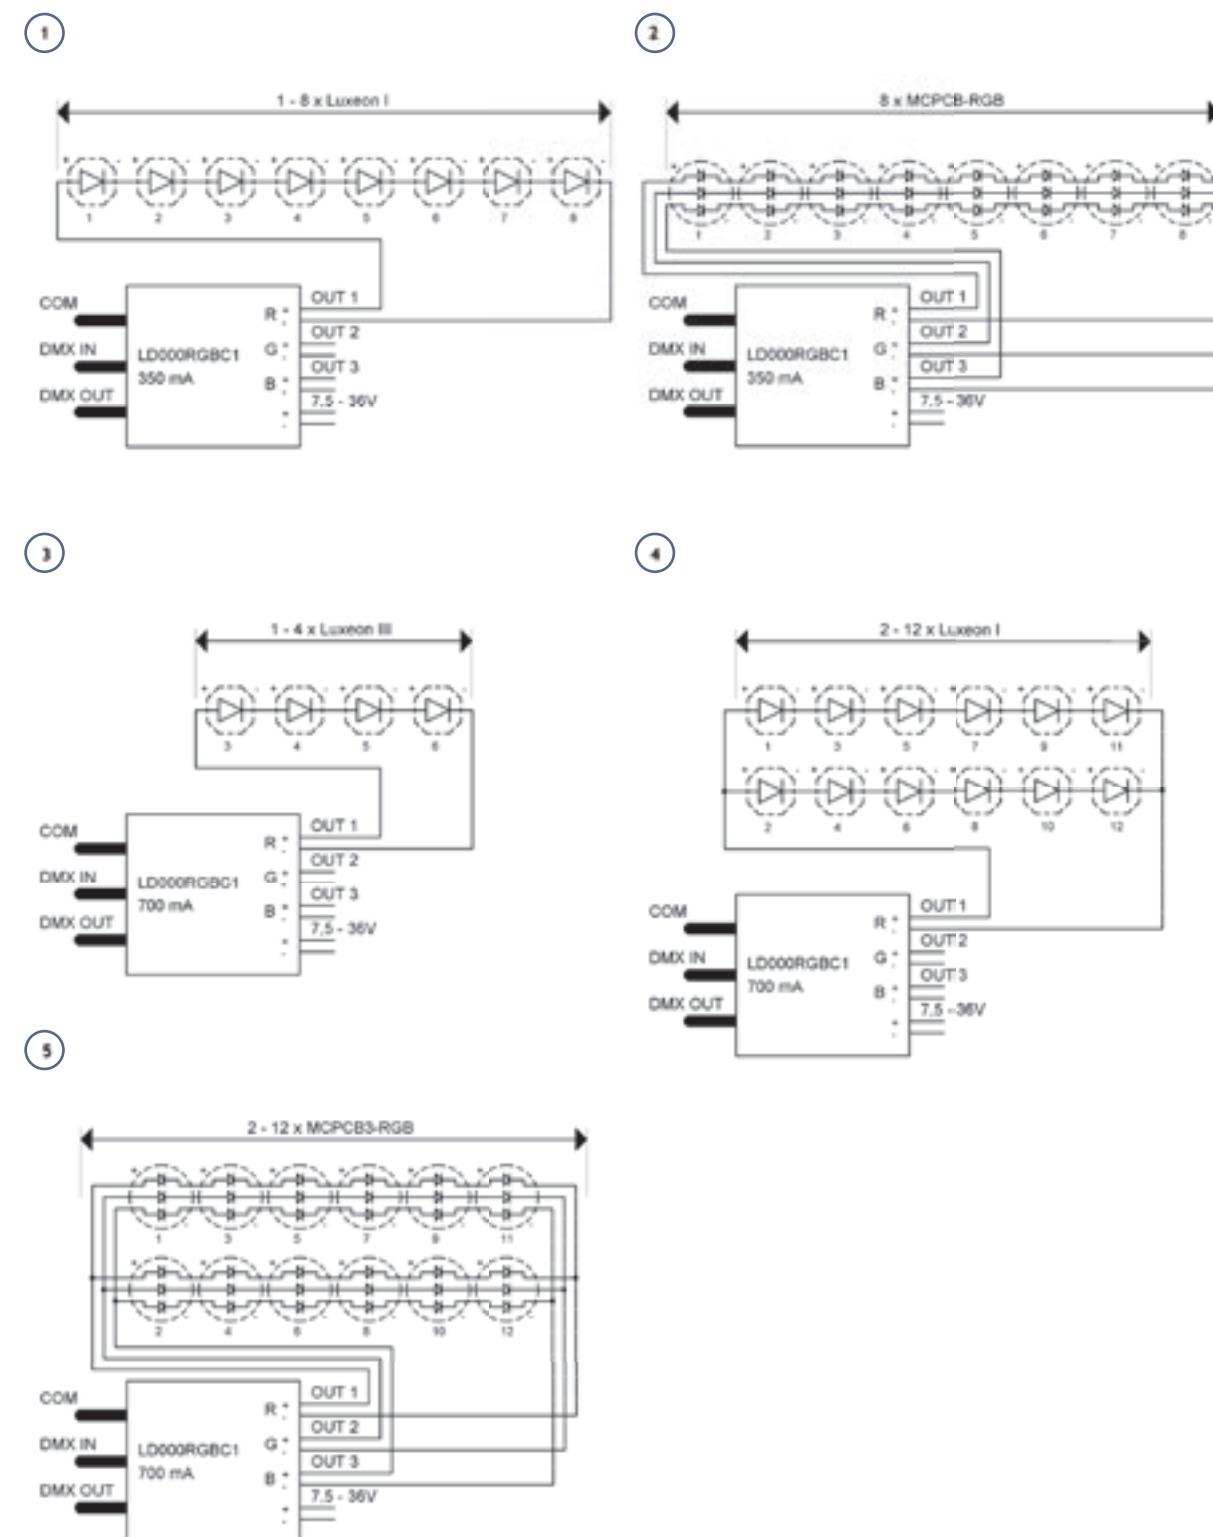 1
1 - 8 x Luxeon I
+ - + - + - + - + - + - + - + -
1 2 3 4 5 6 7 8
COM
DMX IN
DMX OUT
LD000RGBC1
350 mA
R + -
G + -
B + -
+ -
OUT 1
OUT 2
OUT 3
7,5 - 36V
2
8 x MCPCB-RGB
1 2 3 4 5 6 7 8
COM
DMX IN
DMX OUT
LD000RGBC1
350 mA
R + -
G + -
B + -
+ -
OUT 1
OUT 2
OUT 3
7,5 - 36V
3
1 - 4 x Luxeon III
+ - + - + - + -
3 4 5 6
COM
DMX IN
DMX OUT
LD000RGBC1
700 mA
R + -
G + -
B + -
+ -
OUT 1
OUT 2
OUT 3
7,5 - 36V
4
2 - 12 x Luxeon I
+ - + - + - + - + - + -
1 3 5 7 9 11
+ - + - + - + - + - + -
2 4 6 8 10 12
COM
DMX IN
DMX OUT
LD000RGBC1
700 mA
R + -
G + -
B + -
+ -
OUT 1
OUT 2
OUT 3
7,5 - 36V
5
2 - 12 x MCPCB3-RGB
1 3 5 7 9 11
2 4 6 8 10 12
COM
DMX IN
DMX OUT
LD000RGBC1
700 mA
R + -
G + -
B + -
+ -
OUT 1
OUT 2
OUT 3
7,5 - 36V